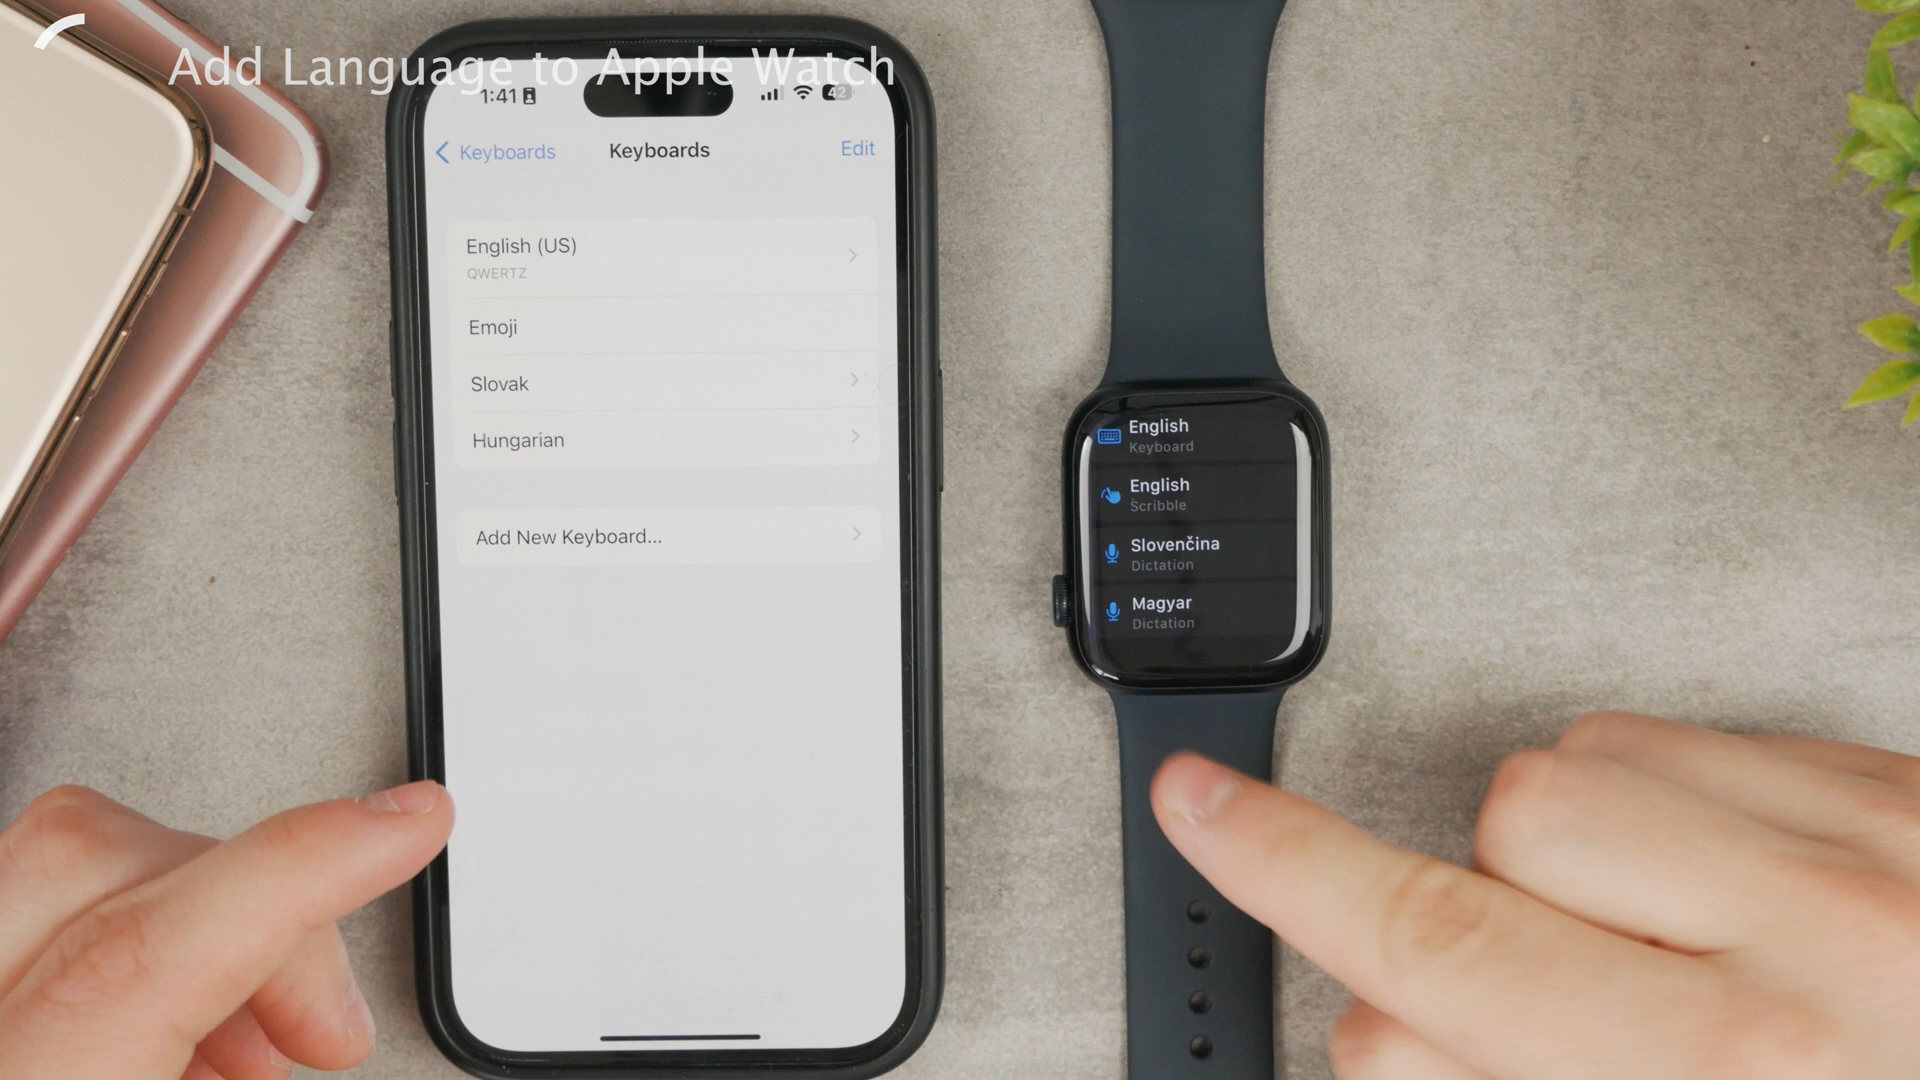 Add Language to Apple Watch
1:41
42
Keyboards
Keyboards
Edit
English (US)
QWERTZ
Emoji
Slovak
Hungarian
Add New Keyboard...
English
Keyboard
English
Scribble
Slovenčina
Dictation
Magyar
Dictation